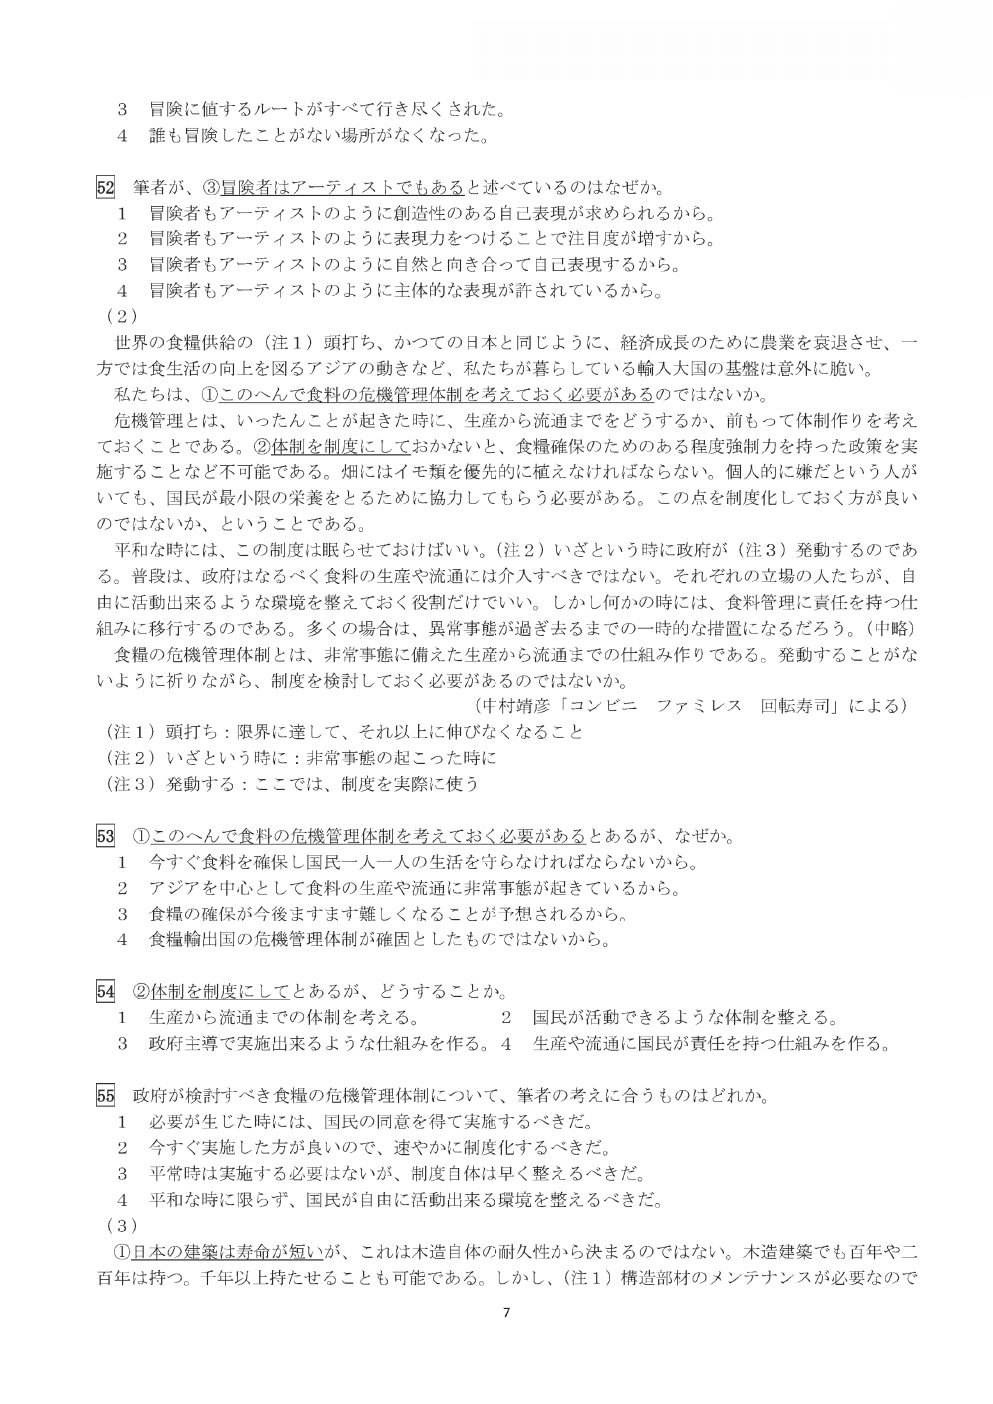 3　冒険に値するルートがすべて行き尽くされた。
4　誰も冒険したことがない場所がなくなった。
52　筆者が、③冒険者はアーティストでもあると述べているのはなぜか。
1　冒険者もアーティストのように創造性のある自己表現が求められるから。
2　冒険者もアーティストのように表現力をつけることで注目度が増すから。
3　冒険者もアーティストのように自然と向き合って自己表現するから。
4　冒険者もアーティストのように主体的な表現が許されているから。
（2）
世界の食糧供給の（注１）頭打ち、かつての日本と同じように、経済成長のために農業を衰退させ、一
方では食生活の向上を図るアジアの動きなど、私たちが暮らしている輸入大国の基盤は意外に脆い。
私たちは、①このへんで食料の危機管理体制を考えておく必要があるのではないか。
危機管理とは、いったんことが起きた時に、生産から流通までをどうするか、前もって体制作りを考え
ておくことである。②体制を制度にしておかないと、食糧確保のためのある程度強制力を持った政策を実
施することなど不可能である。畑にはイモ類を優先的に植えなければならない。個人的に嫌だという人が
いても、国民が最小限の栄養をとるために協力してもらう必要がある。この点を制度化しておく方が良い
のではないか、ということである。
平和な時には、この制度は眠らせておけばいい。（注２）いざという時に政府が（注３）発動するのであ
る。普段は、政府はなるべく食料の生産や流通には介入すべきではない。それぞれの立場の人たちが、自
由に活動出来るような環境を整えておく役割だけでいい。しかし何かの時には、食料管理に責任を持つ仕
組みに移行するのである。多くの場合は、異常事態が過ぎ去るまでの一時的な措置になるだろう。（中略）
食糧の危機管理体制とは、非常事態に備えた生産から流通までの仕組み作りである。発動することがな
いように祈りながら、制度を検討しておく必要があるのではないか。
（中村靖彦「コンビニ　ファミレス　回転寿司」による）
（注１）頭打ち：限界に達して、それ以上に伸びなくなること
（注２）いざという時に：非常事態の起こった時に
（注３）発動する：ここでは、制度を実際に使う
53　①このへんで食料の危機管理体制を考えておく必要があるとあるが、なぜか。
1　今すぐ食料を確保し国民一人一人の生活を守らなければならないから。
2　アジアを中心として食料の生産や流通に非常事態が起きているから。
3　食糧の確保が今後ますます難しくなることが予想されるから。
4　食糧輸出国の危機管理体制が確固としたものではないから。
54　②体制を制度にしてとあるが、どうすることか。
1　生産から流通までの体制を考える。　2　国民が活動できるような体制を整える。
3　政府主導で実施出来るような仕組みを作る。4　生産や流通に国民が責任を持つ仕組みを作る。
55　政府が検討すべき食糧の危機管理体制について、筆者の考えに合うものはどれか。
1　必要が生じた時には、国民の同意を得て実施するべきだ。
2　今すぐ実施した方が良いので、速やかに制度化するべきだ。
3　平常時は実施する必要はないが、制度自体は早く整えるべきだ。
4　平和な時に限らず、国民が自由に活動出来る環境を整えるべきだ。
（3）
①日本の建築は寿命が短いが、これは木造自体の耐久性から決まるのではない。木造建築でも百年や二
百年は持つ。千年以上持たせることも可能である。しかし、（注１）構造部材のメンテナンスが必要なので
7